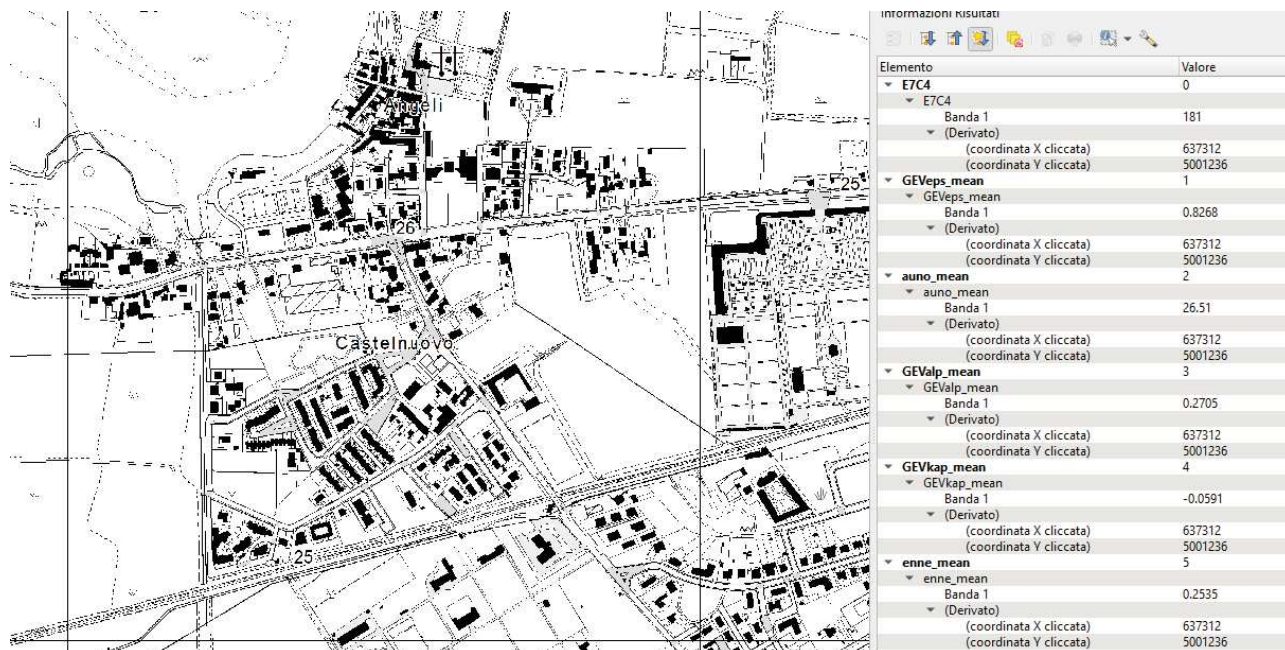 Angeli
25
26
Castelnuovo
25
Informazioni Risultati
Elemento Valore
E7C4 0
E7C4
Banda 1 181
(Derivato)
(coordinata X cliccata) 637312
(coordinata Y cliccata) 5001236
GEVeps_mean 1
GEVeps_mean
Banda 1 0.8268
(Derivato)
(coordinata X cliccata) 637312
(coordinata Y cliccata) 5001236
auno_mean 2
auno_mean
Banda 1 26.51
(Derivato)
(coordinata X cliccata) 637312
(coordinata Y cliccata) 5001236
GEValp_mean 3
GEValp_mean
Banda 1 0.2705
(Derivato)
(coordinata X cliccata) 637312
(coordinata Y cliccata) 5001236
GEVkap_mean 4
GEVkap_mean
Banda 1 -0.0591
(Derivato)
(coordinata X cliccata) 637312
(coordinata Y cliccata) 5001236
enne_mean 5
enne_mean
Banda 1 0.2535
(Derivato)
(coordinata X cliccata) 637312
(coordinata Y cliccata) 5001236